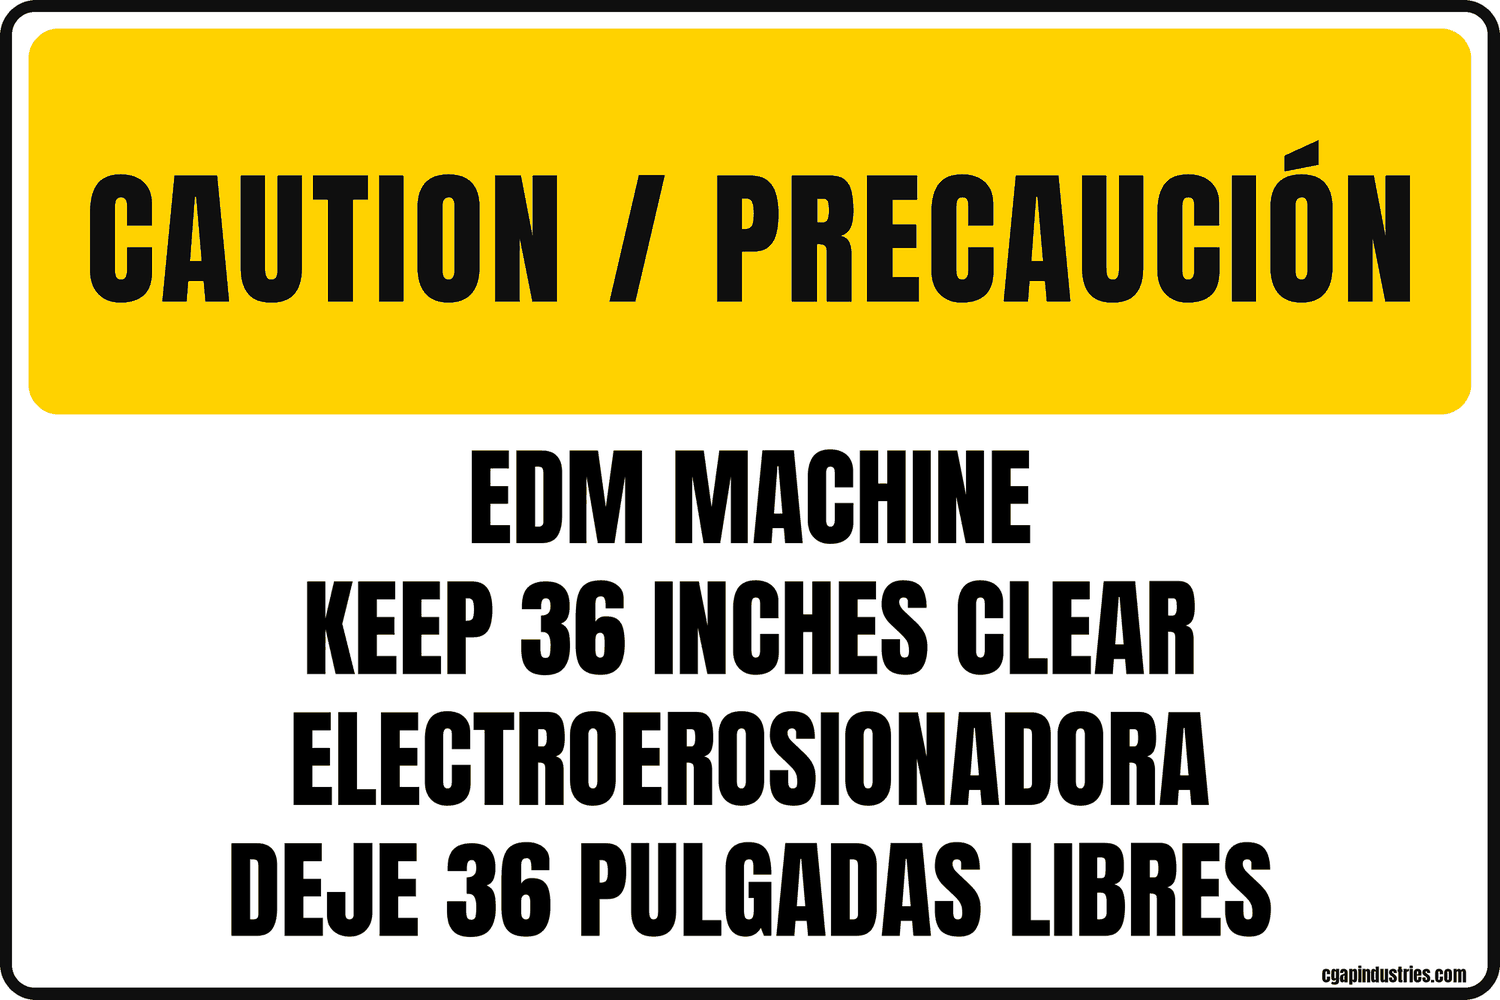 CAUTION / PRECAUCIÓN
EDM MACHINE
KEEP 36 INCHES CLEAR
ELECTROEROSIONADORA
DEJE 36 PULGADAS LIBRES
cgapindustries.com